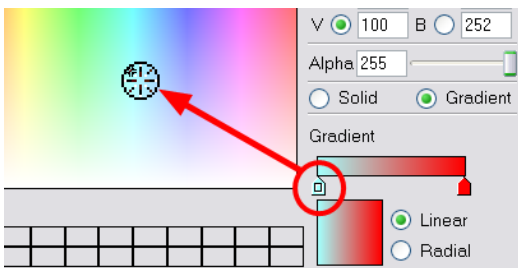 V 100 B 252
Alpha 255
Solid Gradient
Gradient
Linear
Radial